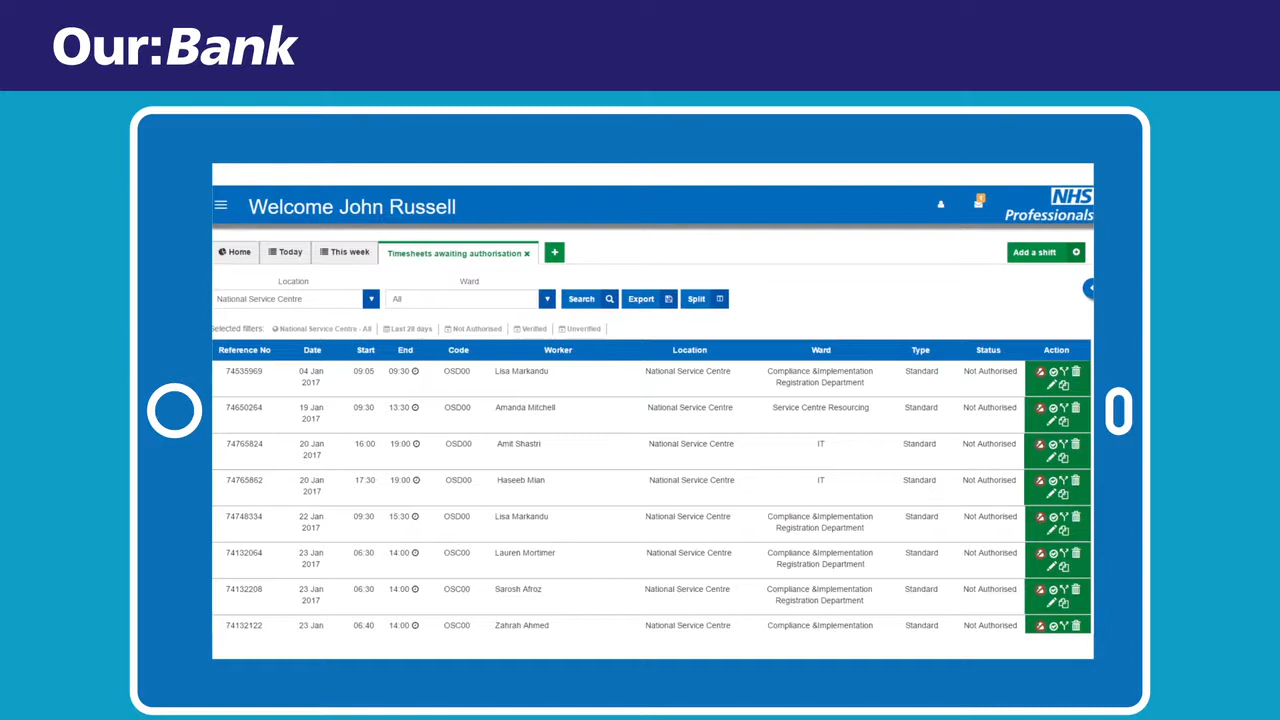 Our:Bank
Welcome John Russell
NHS
Professionals
Home Today This week Timesheets awaiting authorisation × + Add a shift
Location Ward
National Service Centre All Search Export Split
Selected filters: National Service Centre - All Last 28 days Not Authorised Verified Unverified
Reference No Date Start End Code Worker Location Ward Type Status Action
74535969 04 Jan 09:05 09:30 OSD00 Lisa Markandu National Service Centre Compliance &Implementation Standard Not Authorised
2017 Registration Department
74650264 19 Jan 09:30 13:30 OSD00 Amanda Mitchell National Service Centre Service Centre Resourcing Standard Not Authorised
2017
74765824 20 Jan 16:00 19:00 OSD00 Amit Shastri National Service Centre IT Standard Not Authorised
2017
74765862 20 Jan 17:30 19:00 OSD00 Haseeb Mian National Service Centre IT Standard Not Authorised
2017
74748334 22 Jan 09:30 15:30 OSD00 Lisa Markandu National Service Centre Compliance &Implementation Standard Not Authorised
2017 Registration Department
74132064 23 Jan 06:30 14:00 OSC00 Lauren Mortimer National Service Centre Compliance &Implementation Standard Not Authorised
2017 Registration Department
74132208 23 Jan 06.30 14:00 OSC00 Sarosh Afroz National Service Centre Compliance &Implementation Standard Not Authorised
2017 Registration Department
74132122 23 Jan 06.40 14:00 OSC00 Zahrah Ahmed National Service Centre Compliance &Implementation Standard Not Authorised